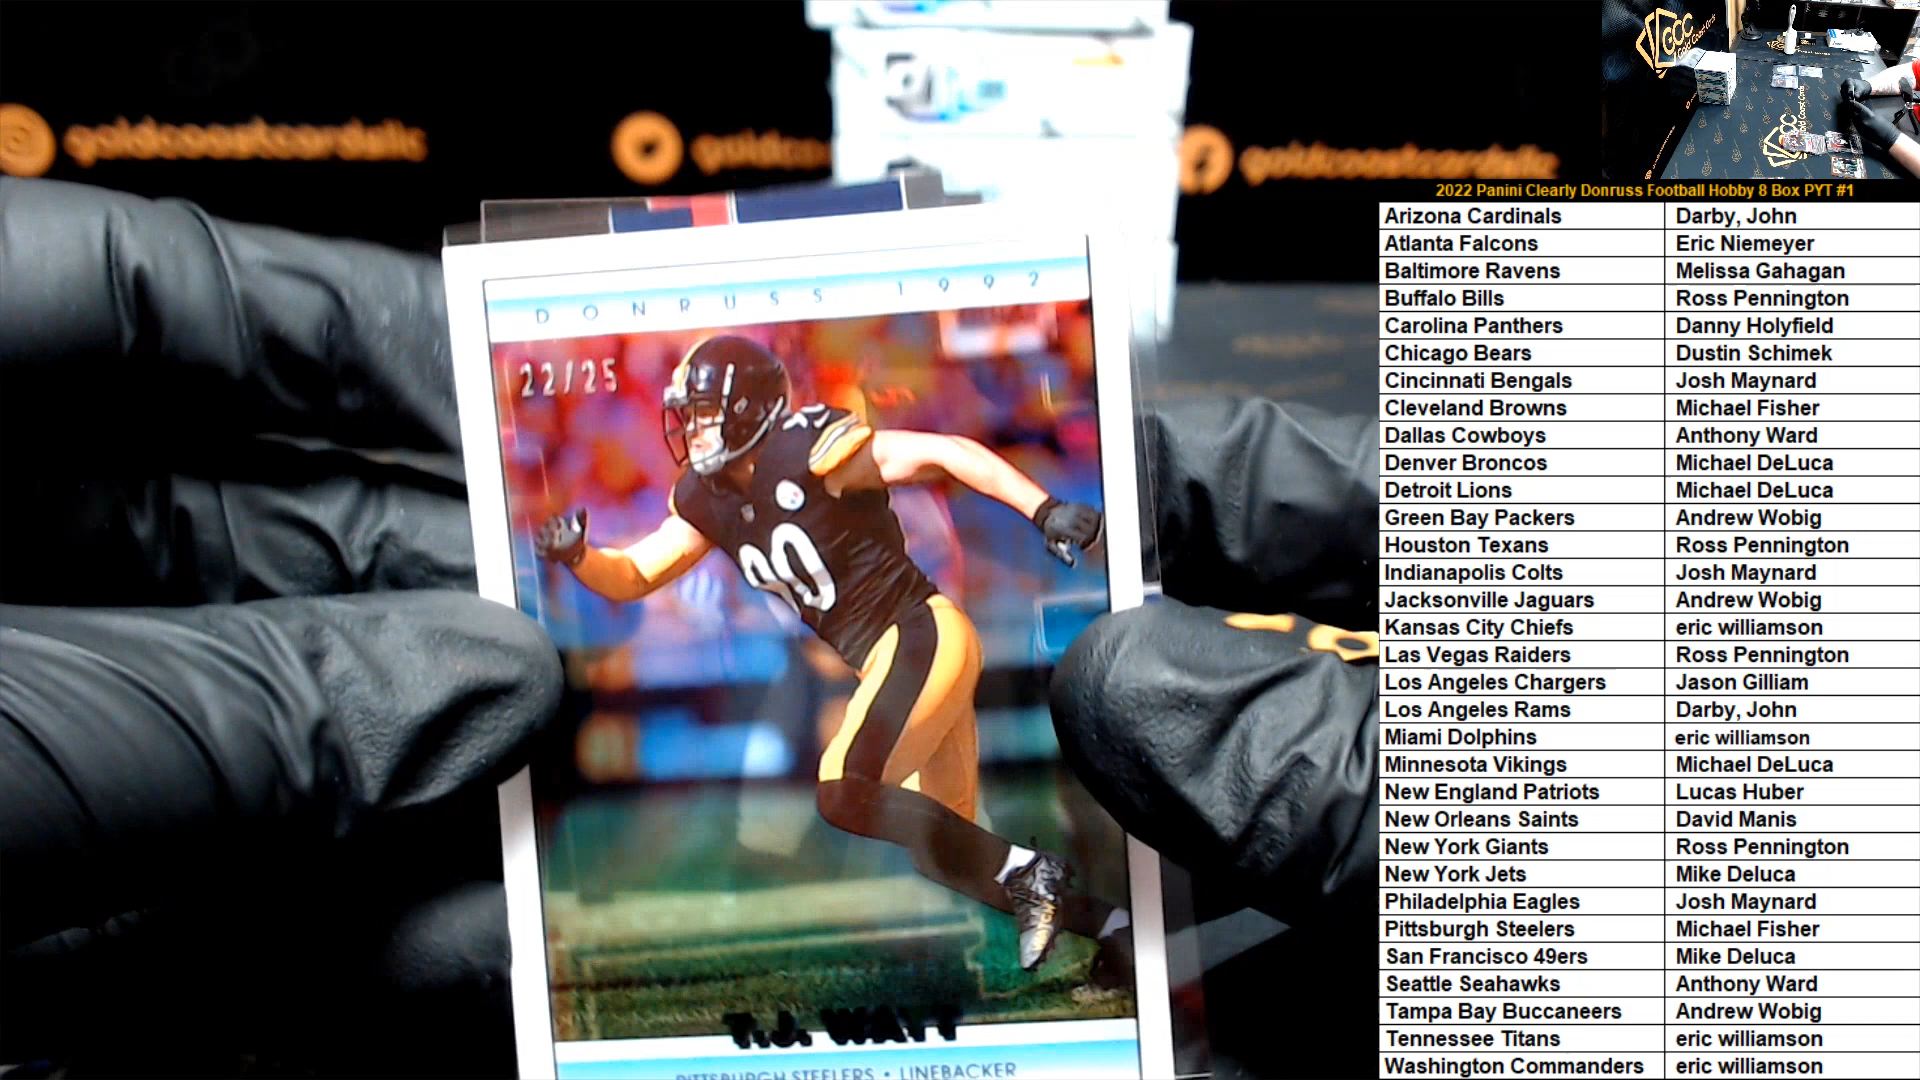 goldcoastcardsllc
goldco
goldcoastcardsllc
GCC
Gold Coast Cards
2022 Panini Clearly Donruss Football Hobby 8 Box PYT #1
DONRUSS 1992
22/25
90
T.J. WATT
PITTSBURGH STEELERS • LINEBACKER
Arizona Cardinals Darby, John
Atlanta Falcons Eric Niemeyer
Baltimore Ravens Melissa Gahagan
Buffalo Bills Ross Pennington
Carolina Panthers Danny Holyfield
Chicago Bears Dustin Schimek
Cincinnati Bengals Josh Maynard
Cleveland Browns Michael Fisher
Dallas Cowboys Anthony Ward
Denver Broncos Michael DeLuca
Detroit Lions Michael DeLuca
Green Bay Packers Andrew Wobig
Houston Texans Ross Pennington
Indianapolis Colts Josh Maynard
Jacksonville Jaguars Andrew Wobig
Kansas City Chiefs eric williamson
Las Vegas Raiders Ross Pennington
Los Angeles Chargers Jason Gilliam
Los Angeles Rams Darby, John
Miami Dolphins eric williamson
Minnesota Vikings Michael DeLuca
New England Patriots Lucas Huber
New Orleans Saints David Manis
New York Giants Ross Pennington
New York Jets Mike Deluca
Philadelphia Eagles Josh Maynard
Pittsburgh Steelers Michael Fisher
San Francisco 49ers Mike Deluca
Seattle Seahawks Anthony Ward
Tampa Bay Buccaneers Andrew Wobig
Tennessee Titans eric williamson
Washington Commanders eric williamson